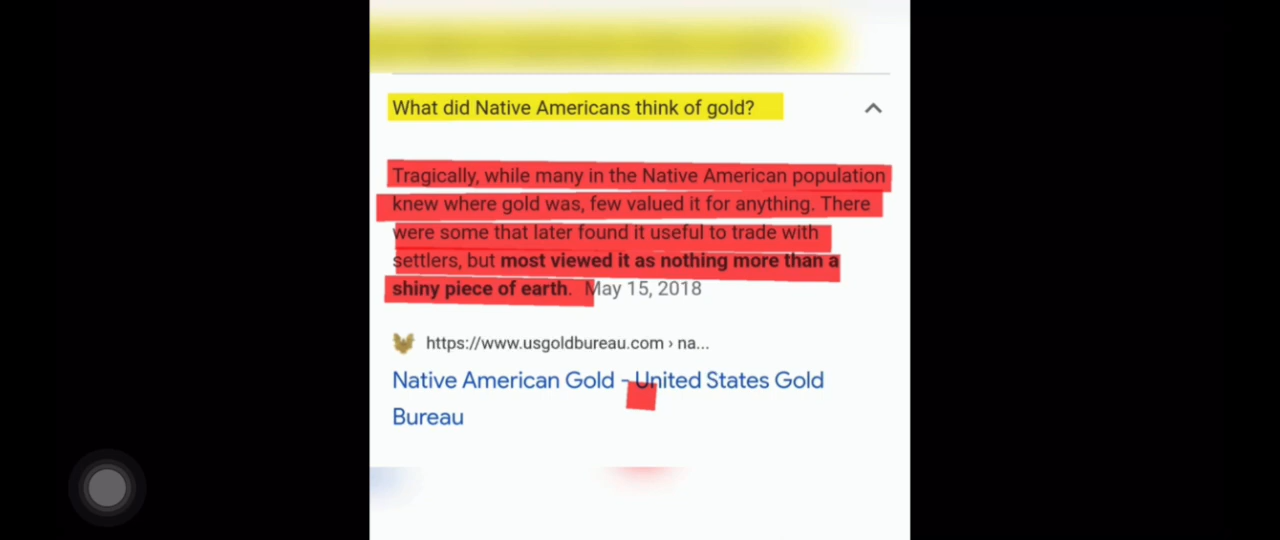 What did Native Americans think of gold?
Tragically, while many in the Native American population
knew where gold was, few valued it for anything. There
were some that later found it useful to trade with
settlers, but most viewed it as nothing more than a
shiny piece of earth. May 15, 2018
https://www.usgoldbureau.com › na...
Native American Gold - United States Gold
Bureau